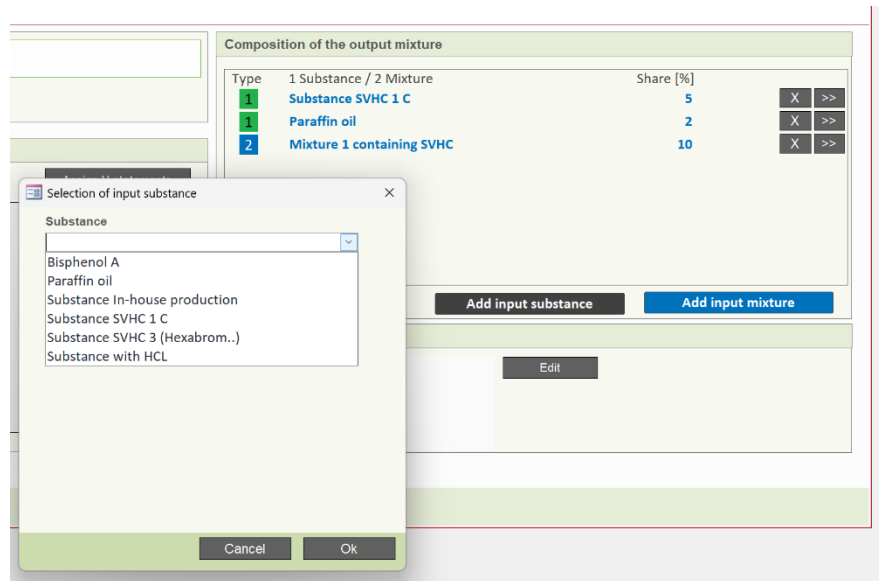 Composition of the output mixture
Type 1 Substance / 2 Mixture Share [%]
1 Substance SVHC 1 C 5 X >>
1 Paraffin oil 2 X >>
2 Mixture 1 containing SVHC 10 X >>
Selection of input substance
Substance
Bisphenol A
Paraffin oil
Substance In-house production
Substance SVHC 1 C
Substance SVHC 3 (Hexabrom..)
Substance with HCL
Cancel Ok
Add input substance Add input mixture
Edit